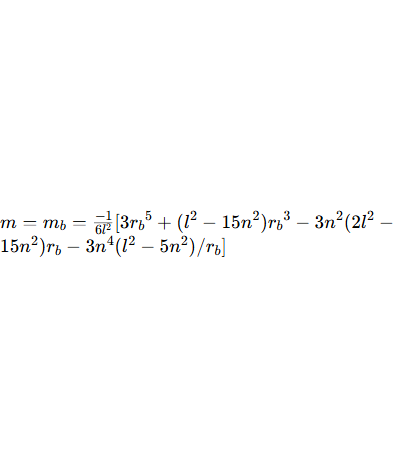 $m = m_b = \frac{-1}{6l^2}[3{r_b}^5 + (l^2 - 15n^2){r_b}^3 - 3n^2(2l^2 -$
$15n^2)r_b - 3n^4(l^2 - 5n^2)/r_b]$